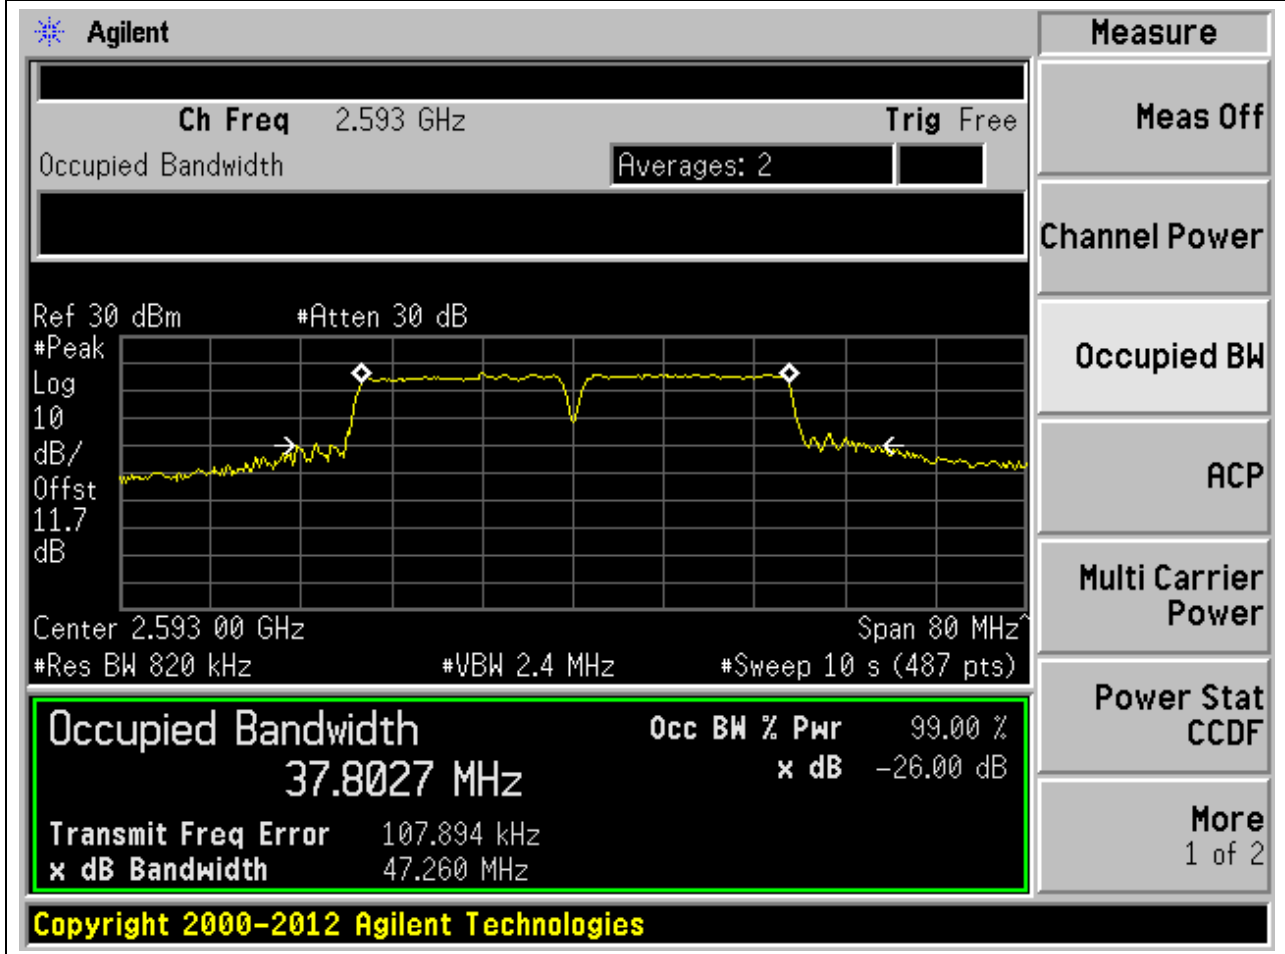 Agilent
Measure
Ch Freq 2.593 GHz Trig Free
Occupied Bandwidth Averages: 2
Meas Off
Channel Power
Ref 30 dBm #Atten 30 dB
#Peak
Log
10
dB/
Offst
11.7
dB
Center 2.593 00 GHz Span 80 MHz^
#Res BW 820 kHz #VBW 2.4 MHz #Sweep 10 s (487 pts)
Occupied BW
ACP
Multi Carrier
Power
Power Stat
CCDF
More
1 of 2
Occupied Bandwidth Occ BW % Pwr 99.00 %
37.8027 MHz x dB -26.00 dB
Transmit Freq Error 107.894 kHz
x dB Bandwidth 47.260 MHz
Copyright 2000-2012 Agilent Technologies